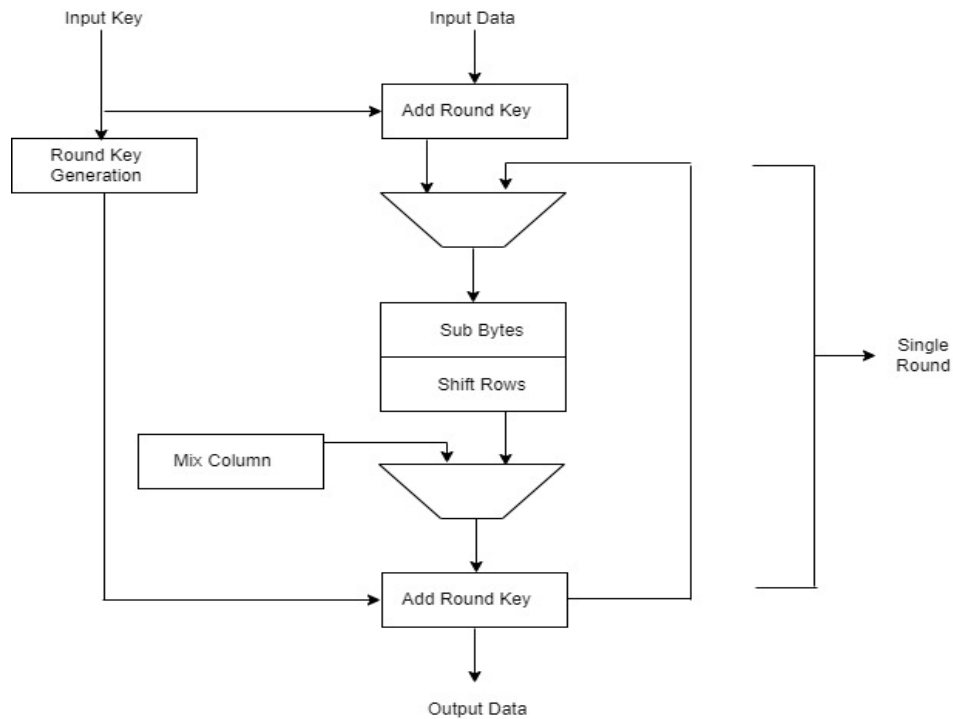 Input Key
Input Data
Add Round Key
Round Key
Generation
Sub Bytes
Shift Rows
Single
Round
Mix Column
Add Round Key
Output Data